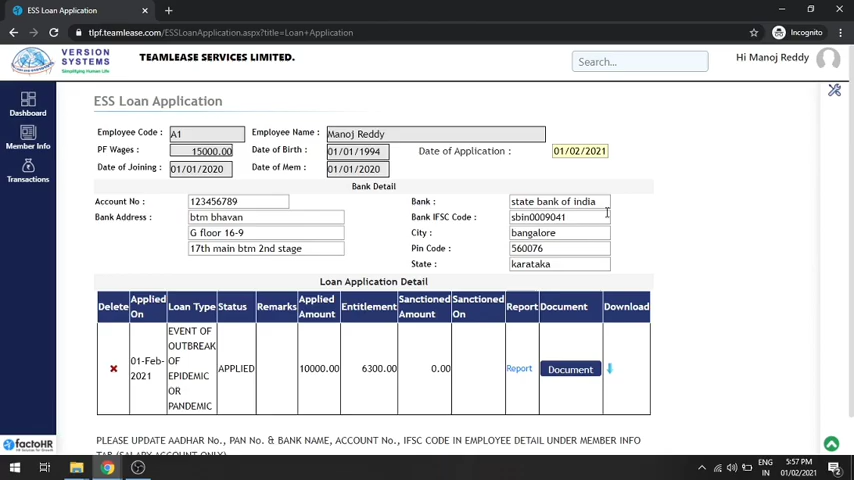 ESS Loan Application
tlpf.teamlease.com/ESSLoanApplication.aspx?title=Loan+Application
Incognito
VERSION
SYSTEMS
Simplifying Human Life
TEAMLEASE SERVICES LIMITED.
Search...
Hi Manoj Reddy
Dashboard
Member Info
Transactions
ESS Loan Application
Employee Code : A1 Employee Name : Manoj Reddy
PF Wages : 15000.00 Date of Birth : 01/01/1994 Date of Application : 01/02/2021
Date of Joining : 01/01/2020 Date of Mem : 01/01/2020
Bank Detail
Account No : 123456789 Bank : state bank of india
Bank Address : btm bhavan Bank IFSC Code : sbin0009041
G floor 16-9 City : bangalore
17th main btm 2nd stage Pin Code : 560076
State : karataka
Loan Application Detail
Delete Applied On Loan Type Status Remarks Applied Amount Entitlement Sanctioned Amount Sanctioned On Report Document Download
01-Feb-2021 EVENT OF OUTBREAK OF EPIDEMIC OR PANDEMIC APPLIED 10000.00 6300.00 0.00 Report Document
PLEASE UPDATE AADHAR No., PAN No. & BANK NAME, ACCOUNT No., IFSC CODE IN EMPLOYEE DETAIL UNDER MEMBER INFO
TAB (SALARY ACCOUNT ONLY)
factoHR
ENG
IN
5:57 PM
01/02/2021
2